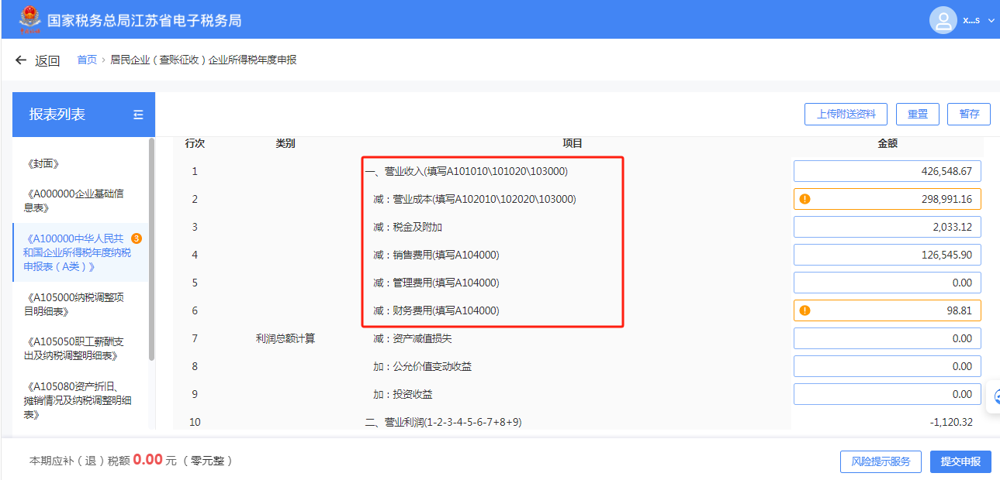 国家税务总局江苏省电子税务局
x...s
返回 首页 › 居民企业（查账征收）企业所得税年度申报
报表列表
上传附送资料 重置 暂存
《封面》
《A000000企业基础信
息表》
《A100000中华人民共 3
和国企业所得税年度纳税
申报表（A类）》
《A105000纳税调整项
目明细表》
《A105050职工薪酬支
出及纳税调整明细表》
《A105080资产折旧、
摊销情况及纳税调整明细
表》
行次 类别 项目 金额
1 一、营业收入(填写A101010\101020\103000) 426,548.67
2 减：营业成本(填写A102010\102020\103000) 298,991.16
3 减：税金及附加 2,033.12
4 减：销售费用(填写A104000) 126,545.90
5 减：管理费用(填写A104000) 0.00
6 减：财务费用(填写A104000) 98.81
7 利润总额计算 减：资产减值损失 0.00
8 加：公允价值变动收益 0.00
9 加：投资收益 0.00
10 二、营业利润(1-2-3-4-5-6-7+8+9) -1,120.32
本期应补（退）税额 0.00 元（零元整）
风险提示服务 提交申报